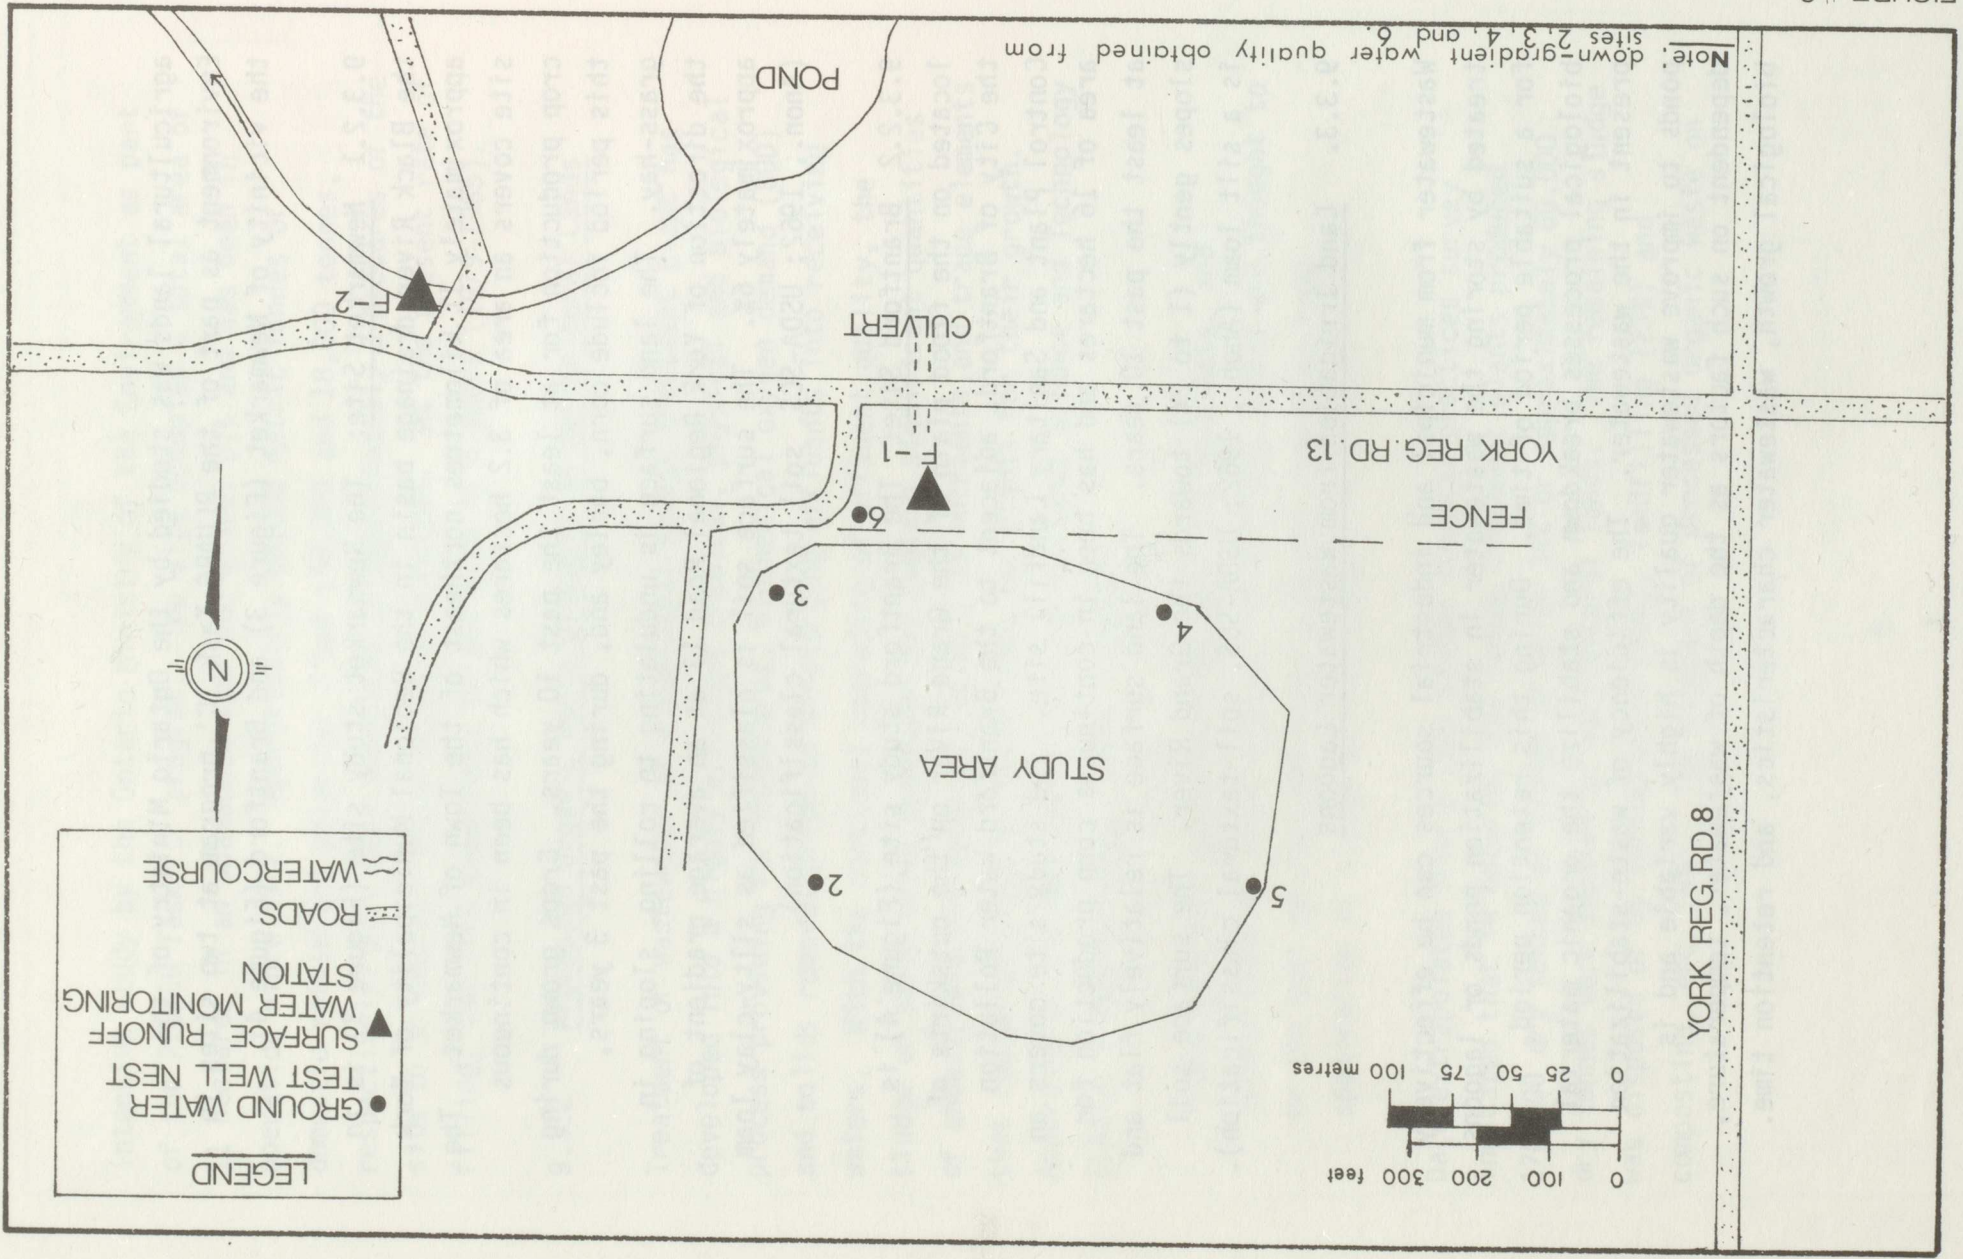 0 100 200 300 feet
0 25 50 75 100 metres
LEGEND
GROUND WATER
TEST WELL NEST
SURFACE RUNOFF
WATER MONITORING
STATION
ROADS
WATERCOURSE
N
YORK REG.RD.8
5
2
STUDY AREA
4
3
6
FENCE
YORK REG.RD.13
F-1
CULVERT
F-2
POND
Note: down-gradient water quality obtained from
sites 2,3,4, and 6.